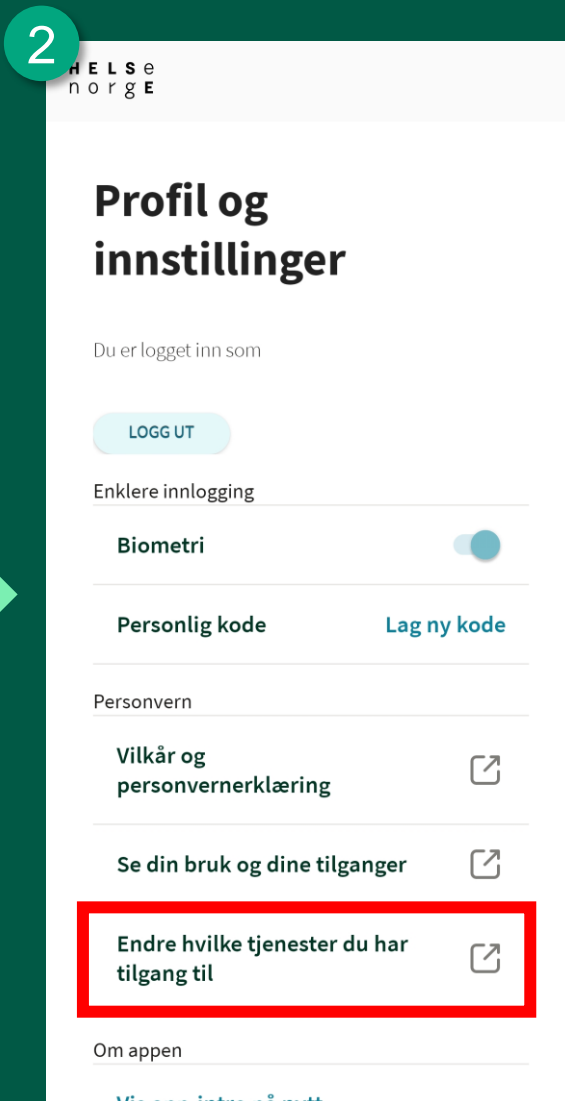 2
HELSe
norgE
Profil og
innstillinger
Du er logget inn som
LOGG UT
Enklere innlogging
Biometri
Personlig kode Lag ny kode
Personvern
Vilkår og
personvernerklæring
Se din bruk og dine tilganger
Endre hvilke tjenester du har
tilgang til
Om appen